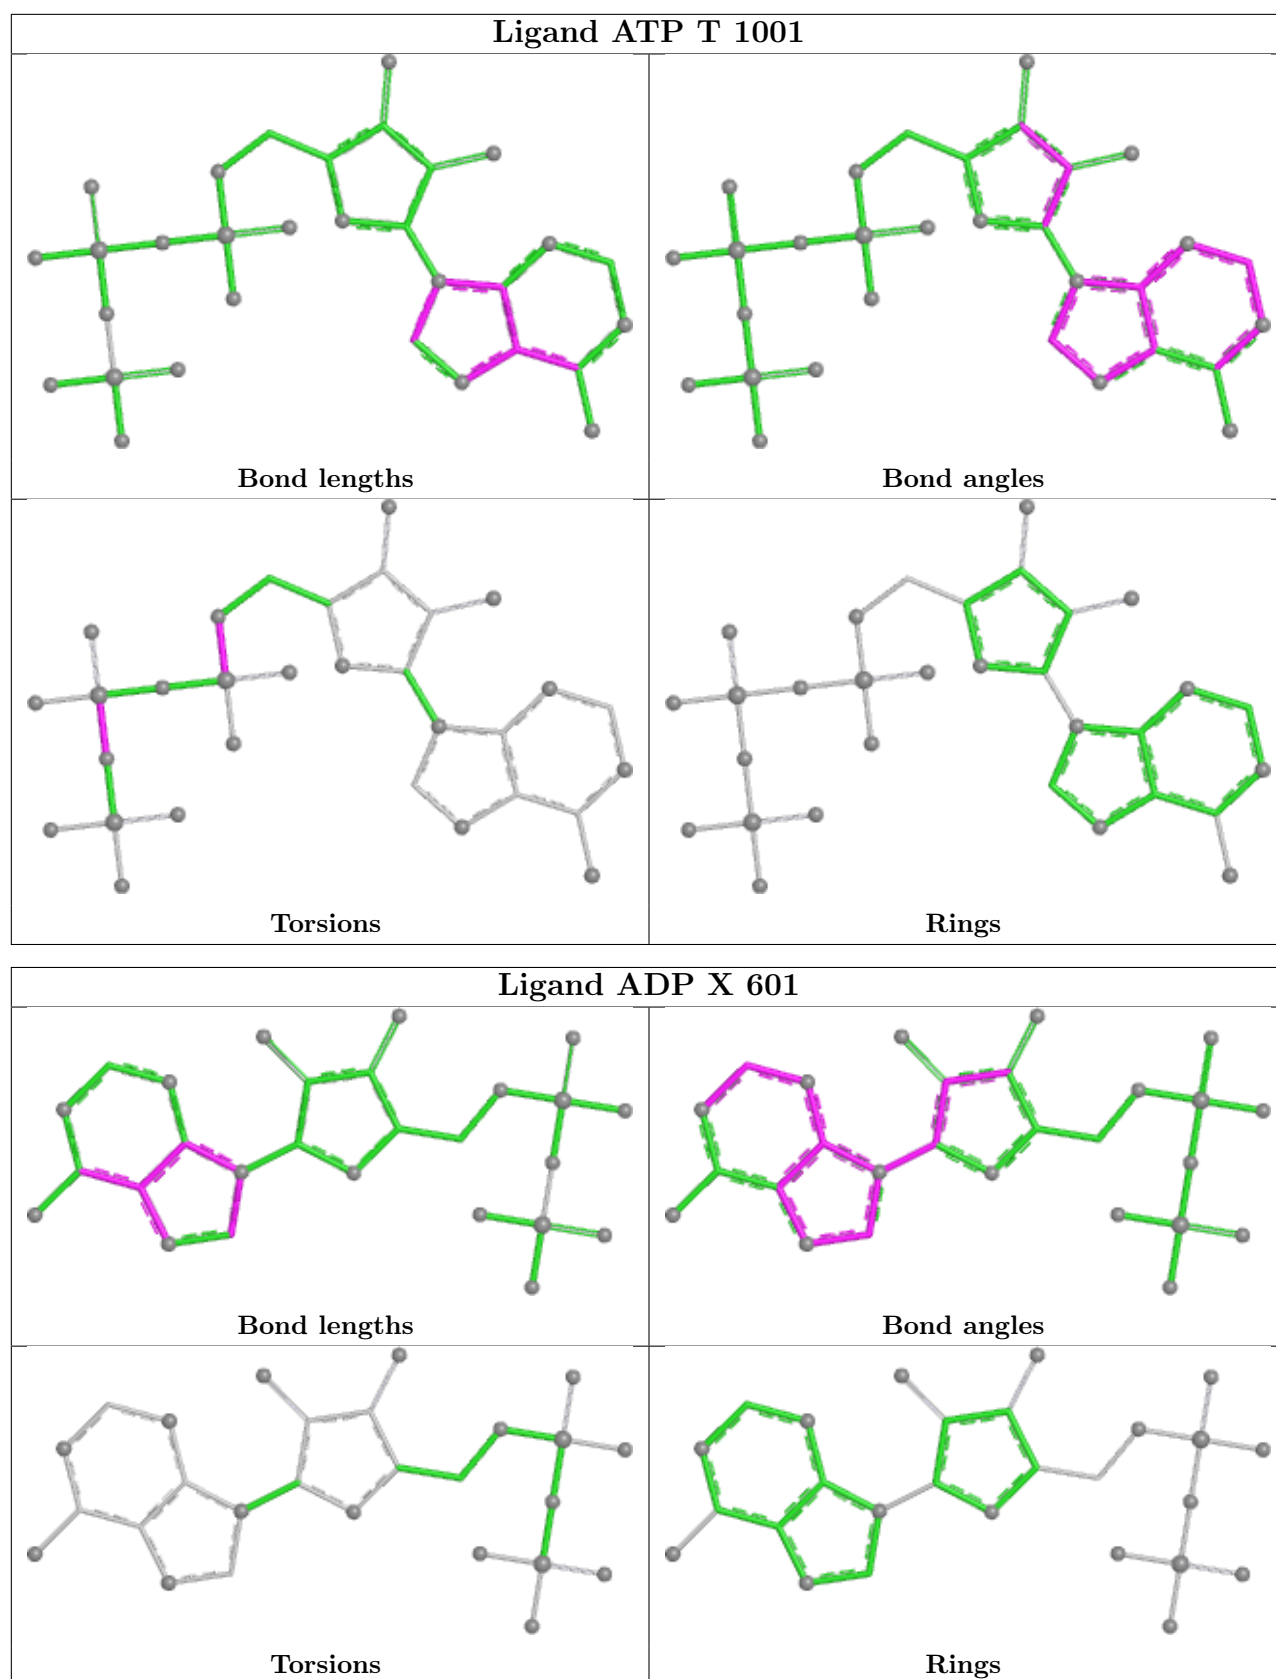 Ligand ATP T 1001
Bond lengths
Bond angles
Torsions
Rings
Ligand ADP X 601
Bond lengths
Bond angles
Torsions
Rings